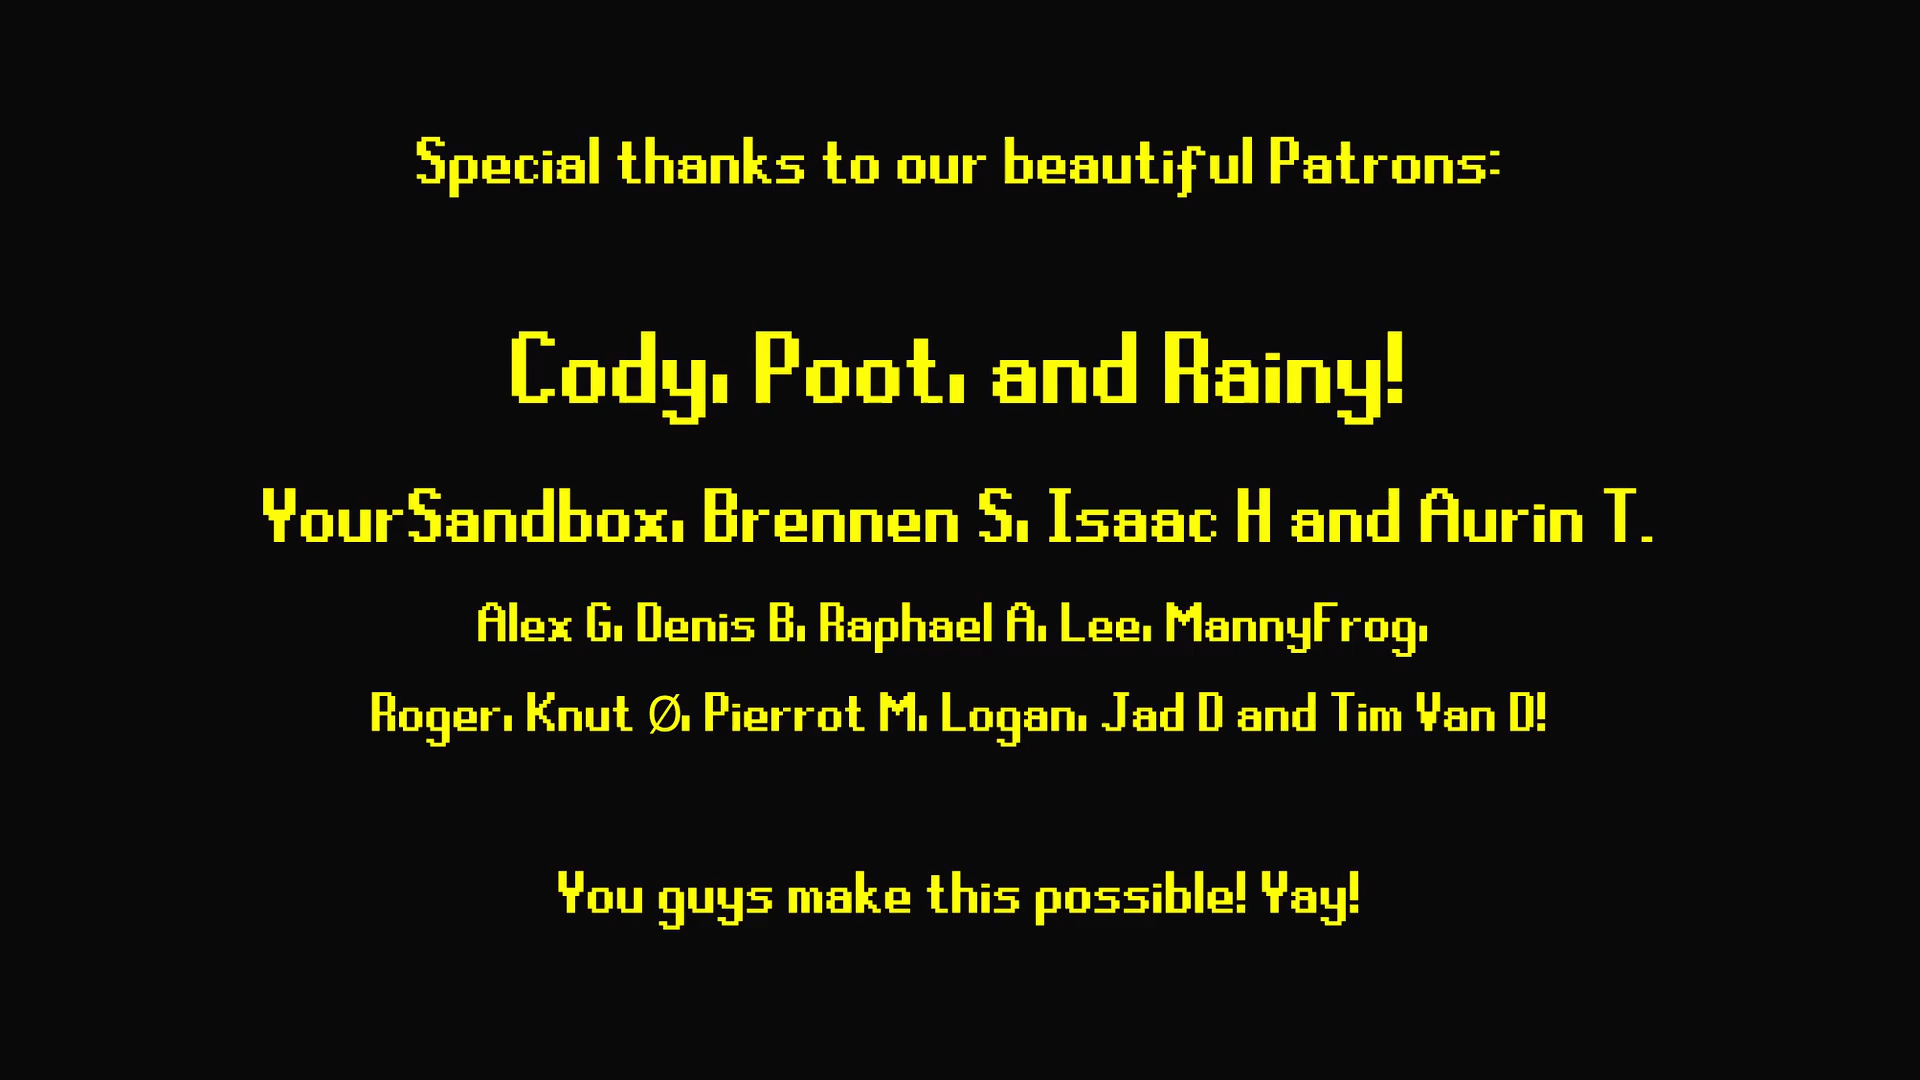 Special thanks to our beautiful Patrons:
Cody, Poot, and Rainy!
YourSandbox, Brennen S, Isaac H and Aurin T.
Alex G, Denis B, Raphael A, Lee, MannyFrog,
Roger, Knut Ø, Pierrot M, Logan, Jad D and Tim Van D!
You guys make this possible! Yay!